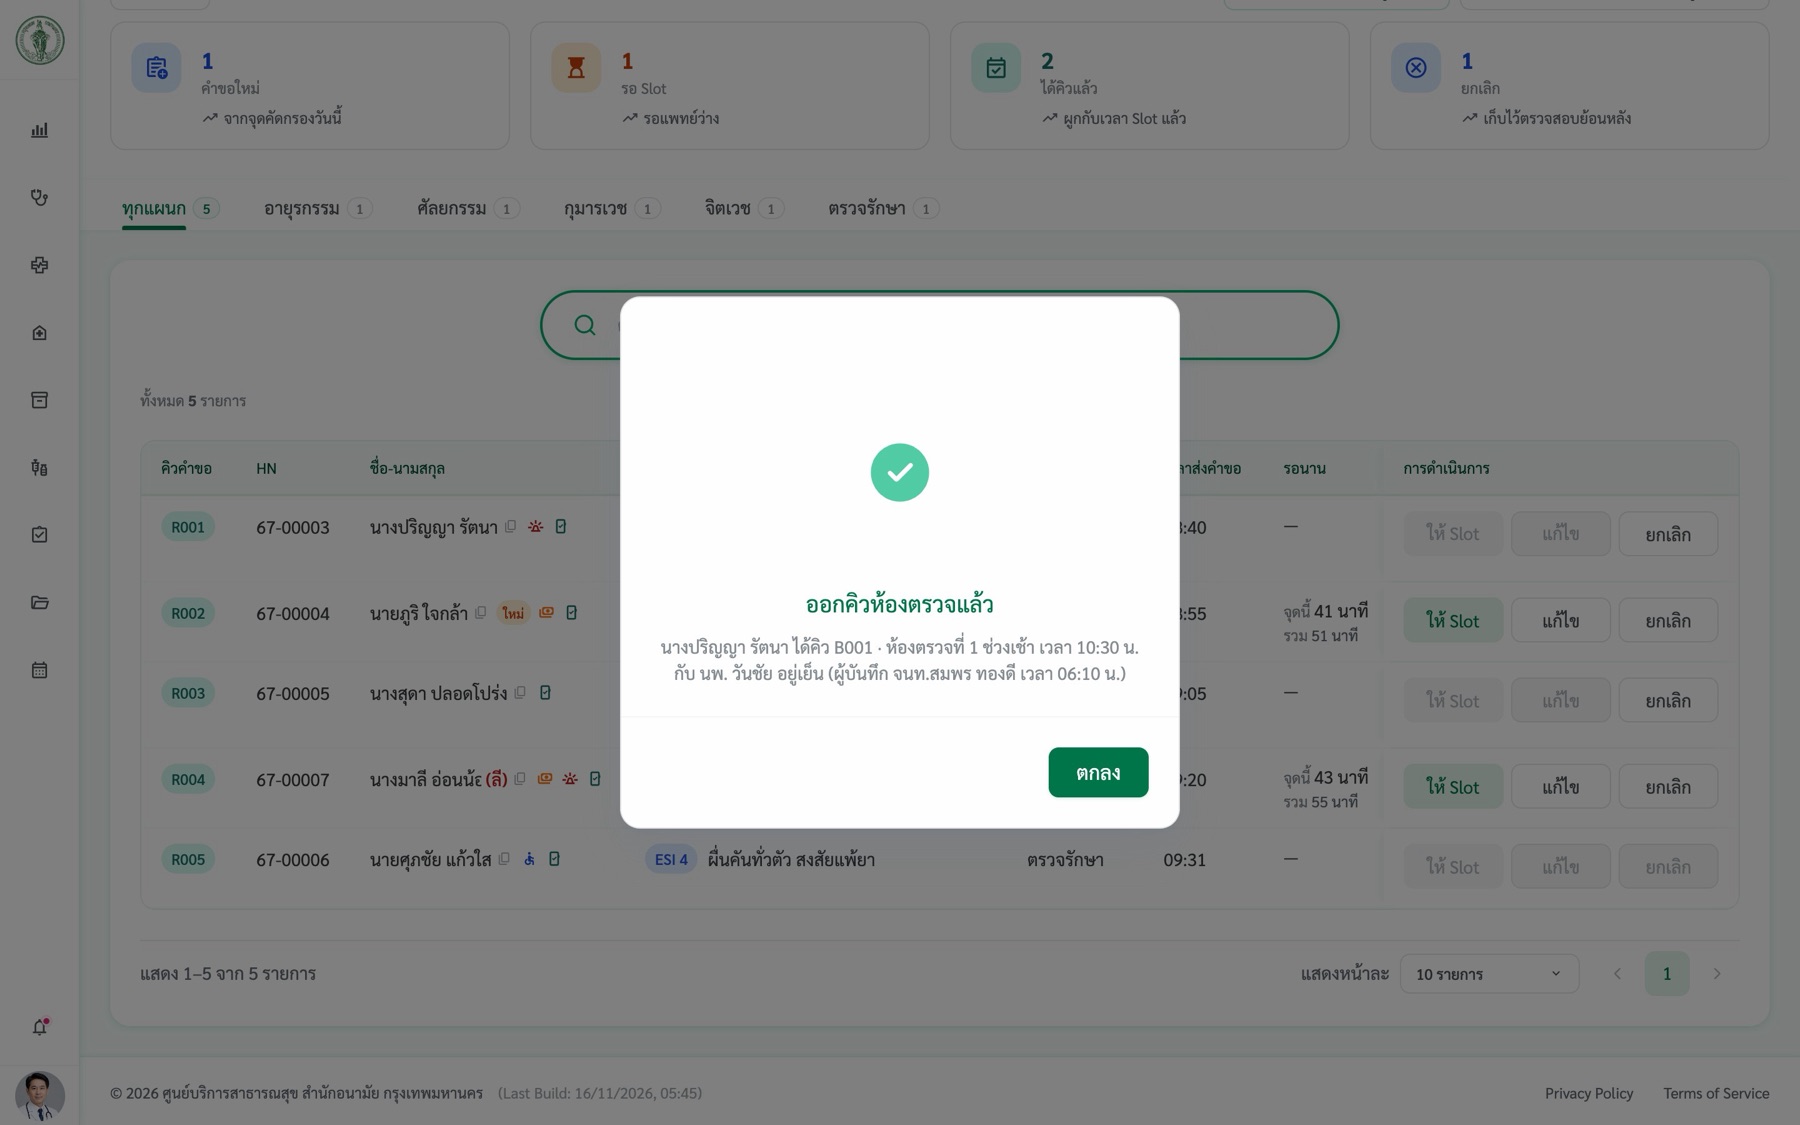 1
คำขอใหม่
จากจุดคัดกรองวันนี้
1
รอ Slot
รอแพทย์ว่าง
2
ได้คิวแล้ว
ผูกกับเวลา Slot แล้ว
1
ยกเลิก
เก็บไว้ตรวจสอบย้อนหลัง
ทุกแผนก 5 อายุรกรรม 1 ศัลยกรรม 1 กุมารเวช 1 จิตเวช 1 ตรวจรักษา 1
ทั้งหมด 5 รายการ
คิวคำขอ HN ชื่อ-นามสกุล ลาส่งคำขอ รอนาน การดำเนินการ
R001 67-00003 นางปริญญา รัตนา :40 — ให้ Slot แก้ไข ยกเลิก
R002 67-00004 นายภูริ ใจกล้า ใหม่ :55 จุดนี้ 41 นาที รวม 51 นาที ให้ Slot แก้ไข ยกเลิก
R003 67-00005 นางสุดา ปลอดโปร่ง :05 — ให้ Slot แก้ไข ยกเลิก
R004 67-00007 นางมาลี อ่อนน้อ (ลี) :20 จุดนี้ 43 นาที รวม 55 นาที ให้ Slot แก้ไข ยกเลิก
R005 67-00006 นายศุภชัย แก้วใส ESI 4 ผื่นคันทั่วตัว สงสัยแพ้ยา ตรวจรักษา 09:31 — ให้ Slot แก้ไข ยกเลิก
ออกคิวห้องตรวจแล้ว
นางปริญญา รัตนา ได้คิว B001 · ห้องตรวจที่ 1 ช่วงเช้า เวลา 10:30 น.
กับ นพ. วันชัย อยู่เย็น (ผู้บันทึก จนท.สมพร ทองดี เวลา 06:10 น.)
ตกลง
แสดง 1–5 จาก 5 รายการ
แสดงหน้าละ 10 รายการ 1
© 2026 ศูนย์บริการสาธารณสุข สำนักอนามัย กรุงเทพมหานคร (Last Build: 16/11/2026, 05:45)
Privacy Policy Terms of Service